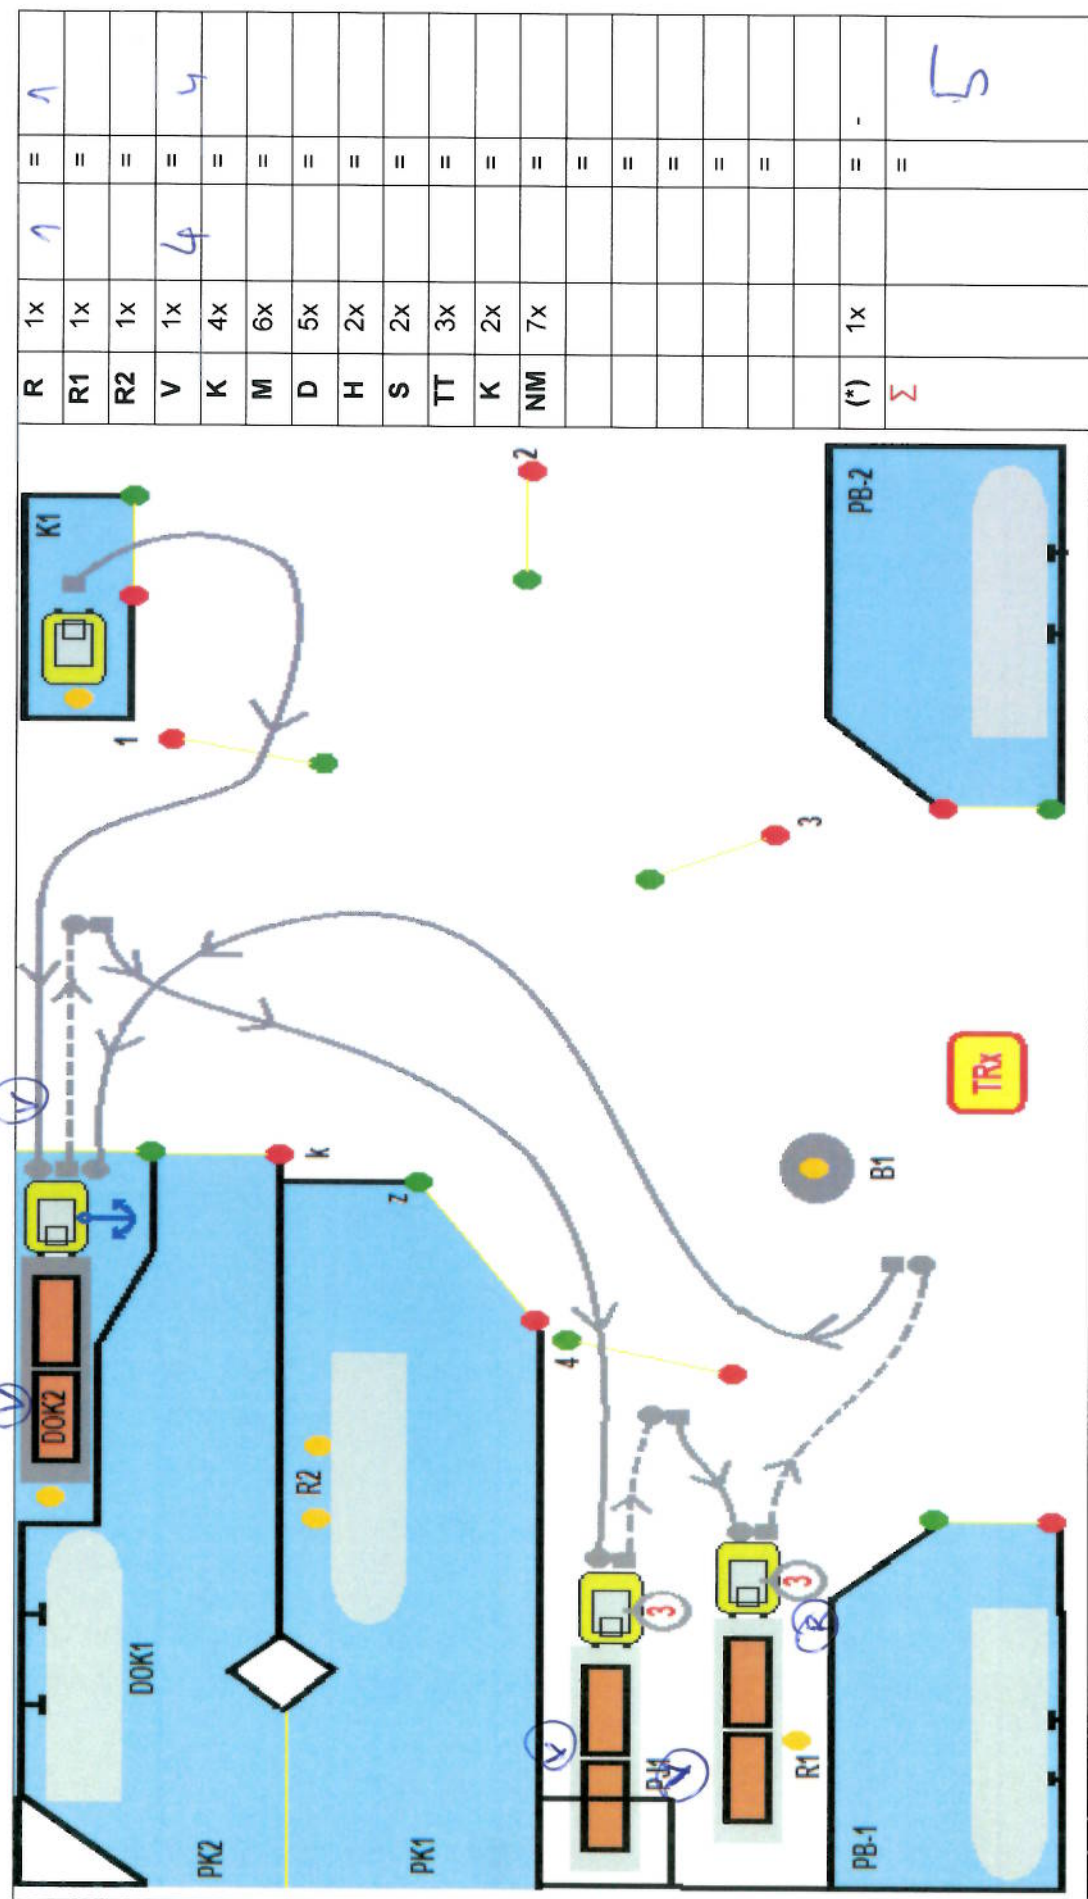 R 1x 1 = 1
R1 1x =
R2 1x =
V 1x 4 = 4
K 4x =
M 6x =
D 5x =
H 2x =
S 2x =
TT 3x =
K 2x =
NM 7x =
=
=
=
=
=
(*) 1x = -
Σ = 5
K1
1
2
3
PB-2
V
k
z
TRx
B1
4
V
DOK2
R2
DOK1
PK2
PK1
3
3
R
V
PJ1
V
R1
PB-1